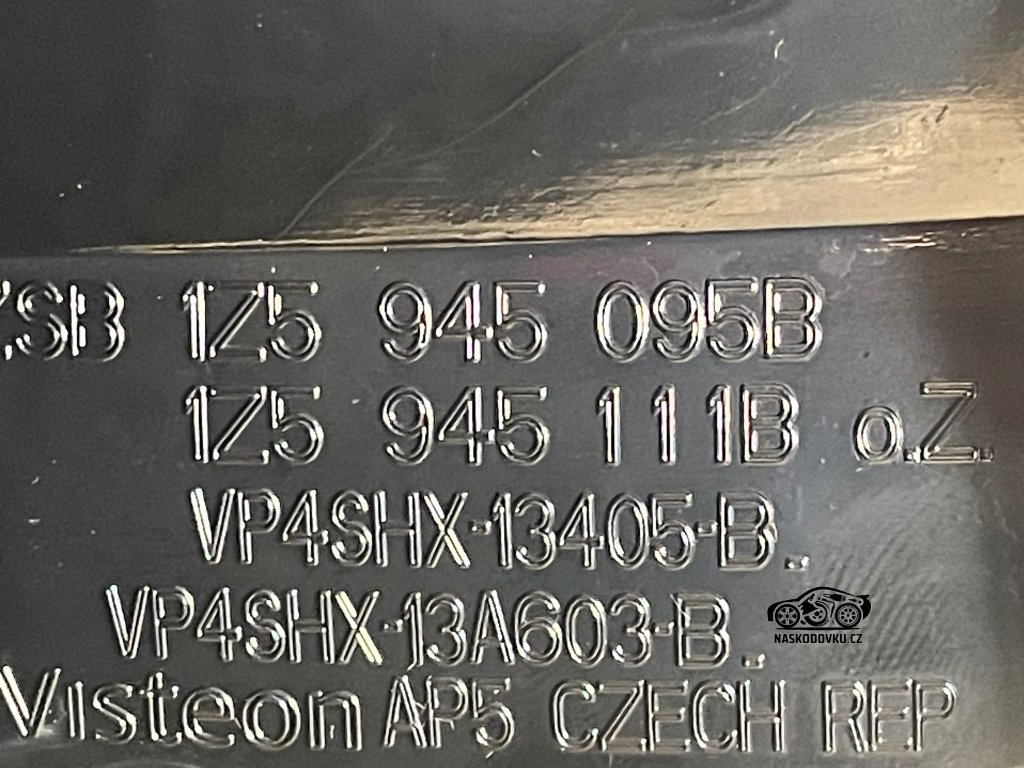 ZSB 1Z5 945 095B
1Z5 945 111B o.Z.
VP4SHX-13405-B.
VP4SHX-13A603-B.
NASKODOVKU.CZ
Visteon AP5 CZECH REP